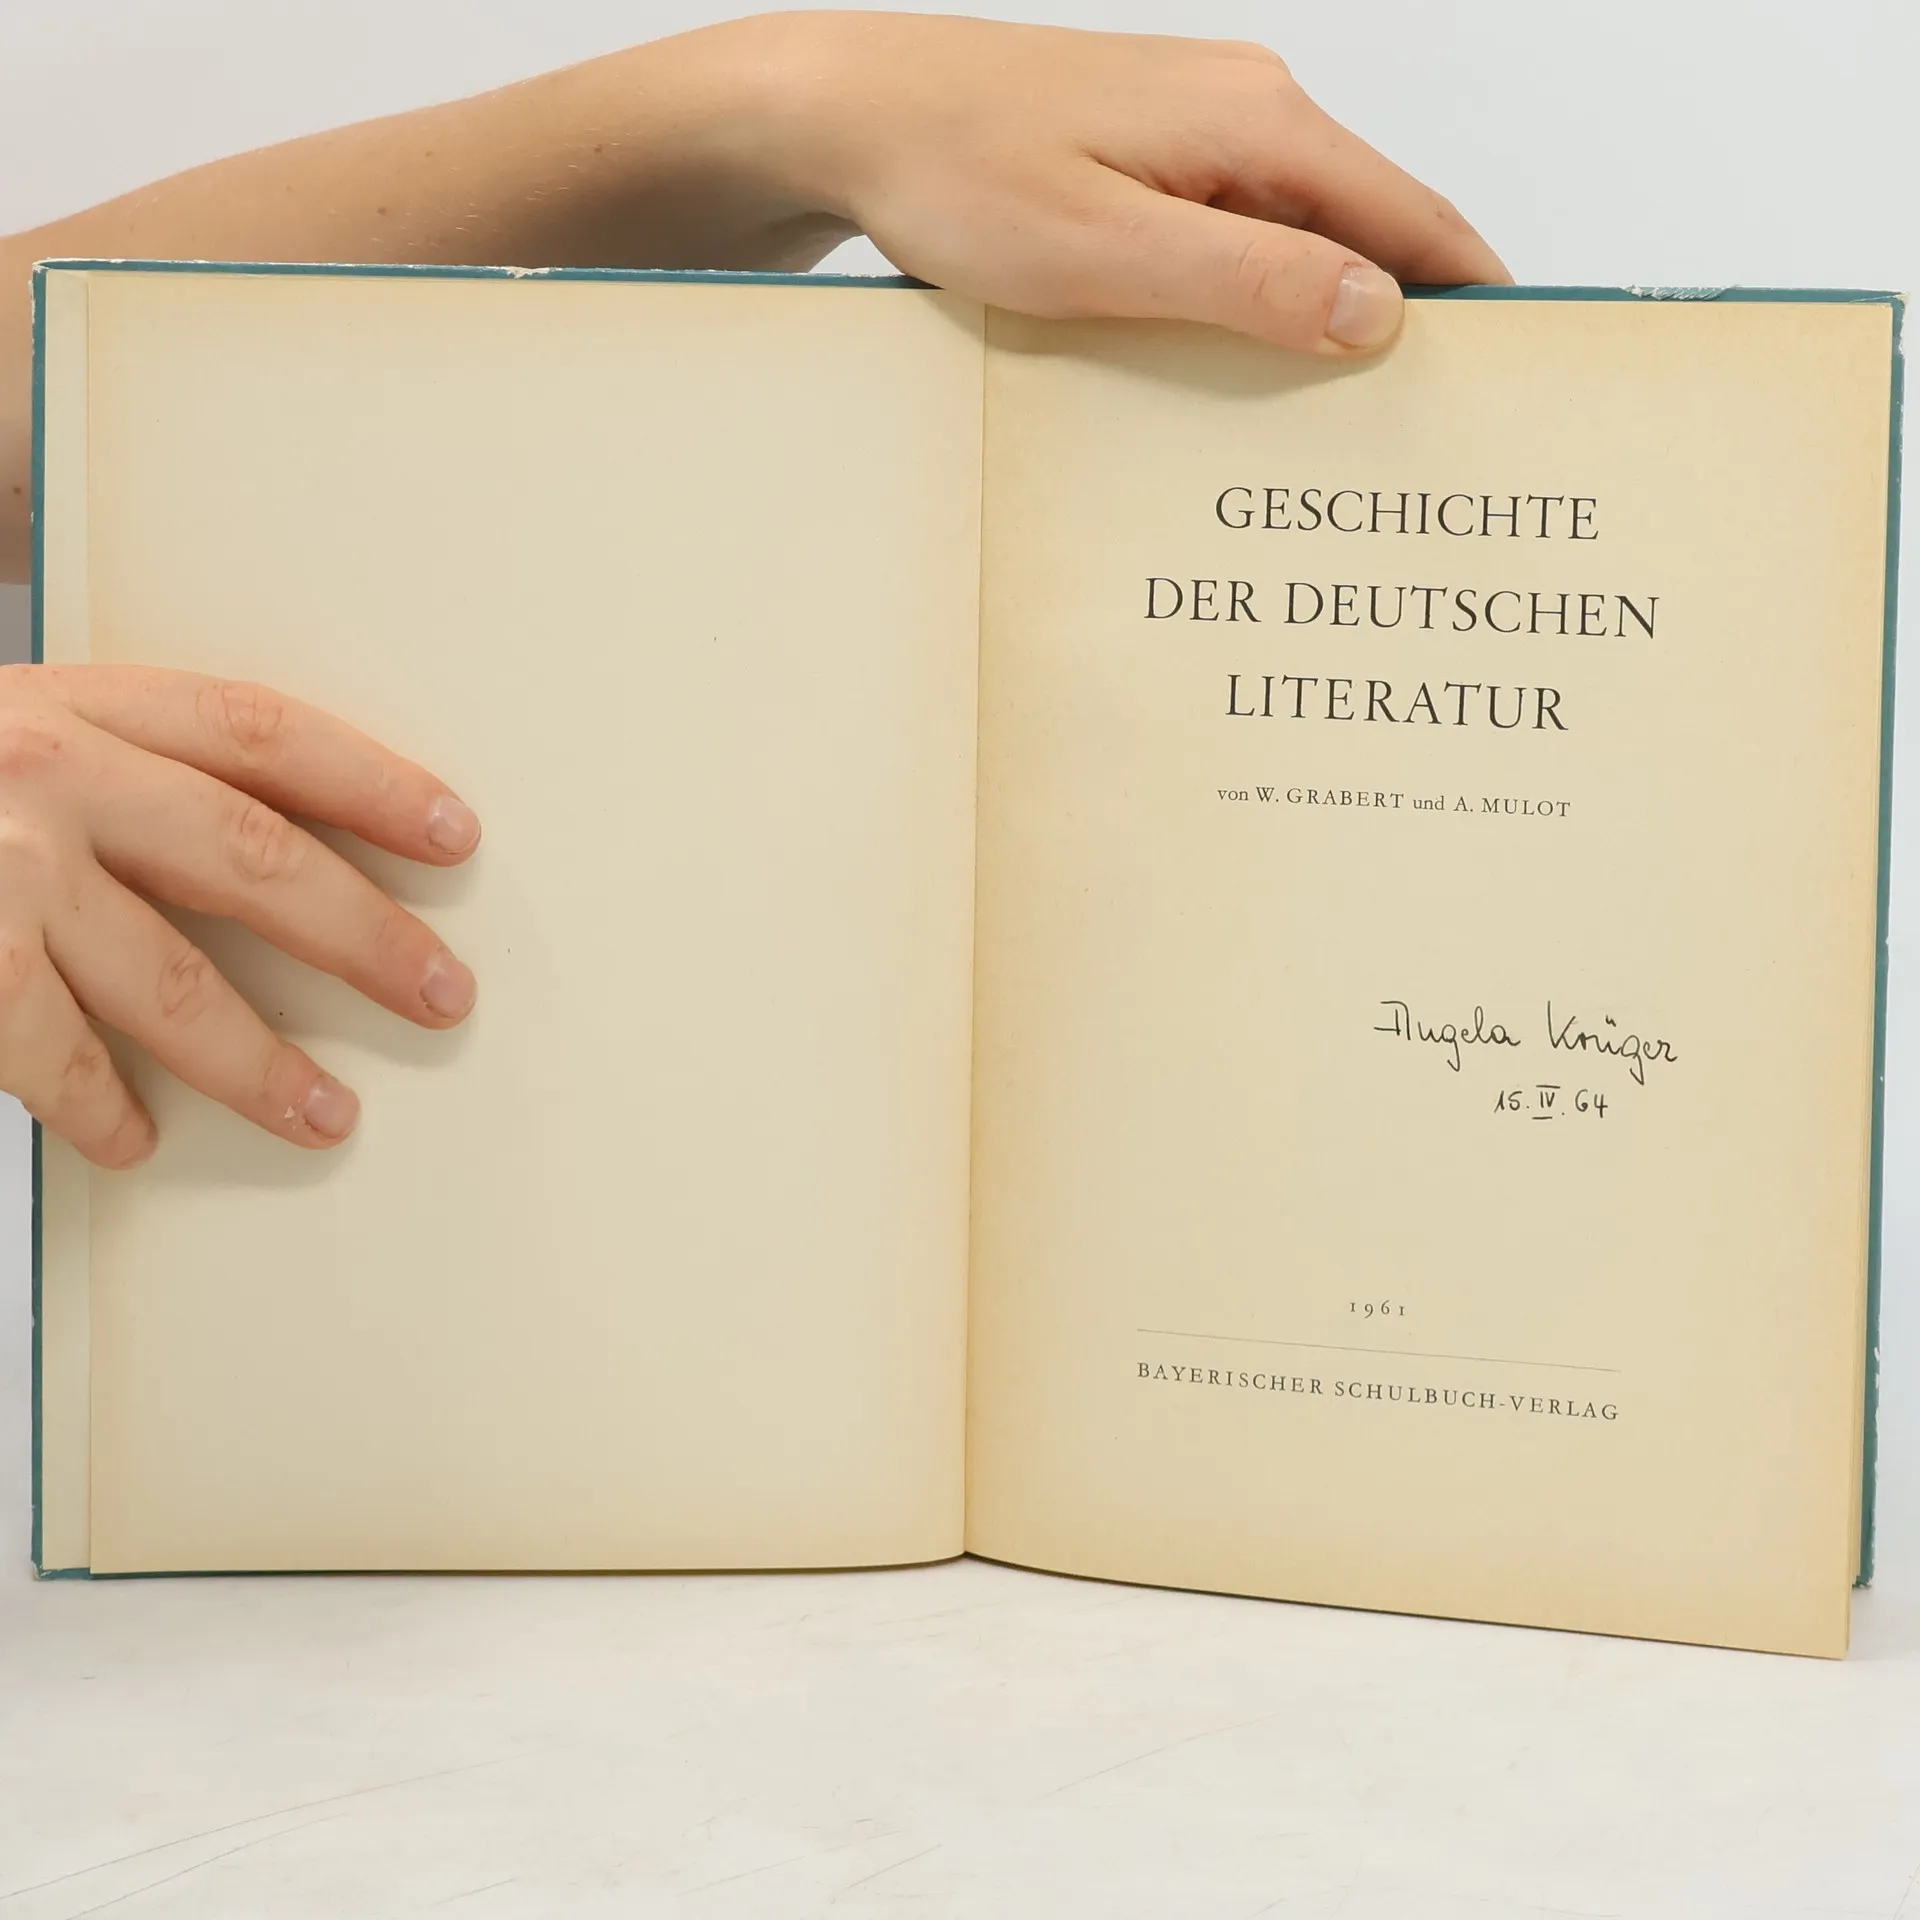 GESCHICHTE
DER DEUTSCHEN
LITERATUR
von W. GRABERT und A. MULOT
Angela Krüger
15. IV. 64
1961
BAYERISCHER SCHULBUCH-VERLAG